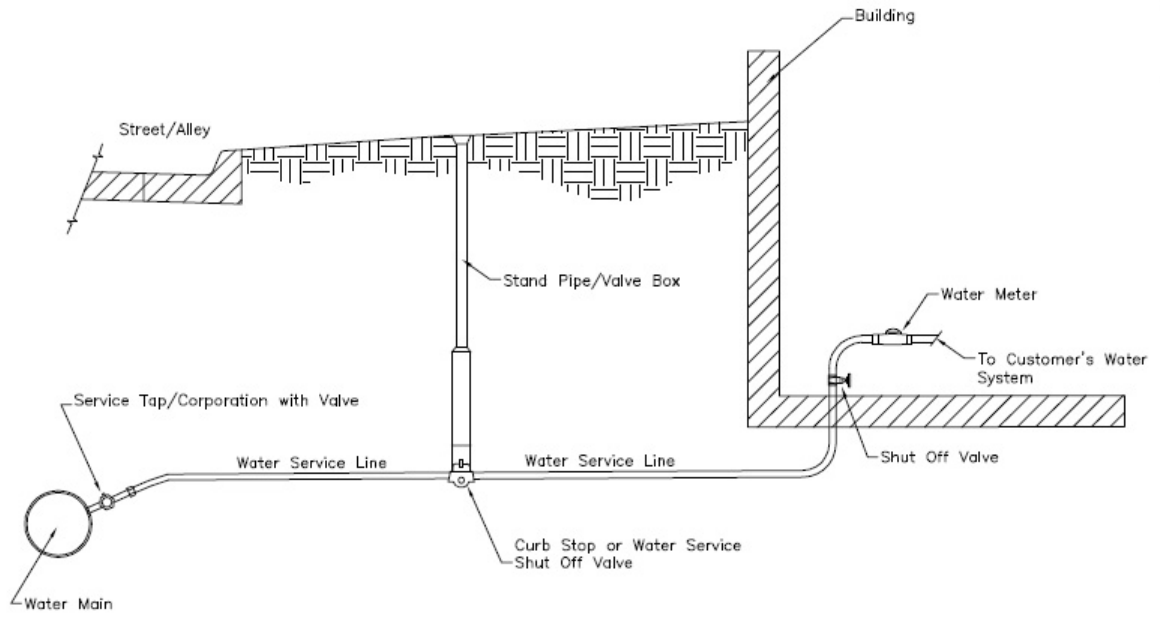 Building
Street/Alley
Stand Pipe/Valve Box
Water Meter
To Customer's Water
System
Service Tap/Corporation with Valve
Water Service Line
Water Service Line
Shut Off Valve
Curb Stop or Water Service
Shut Off Valve
Water Main